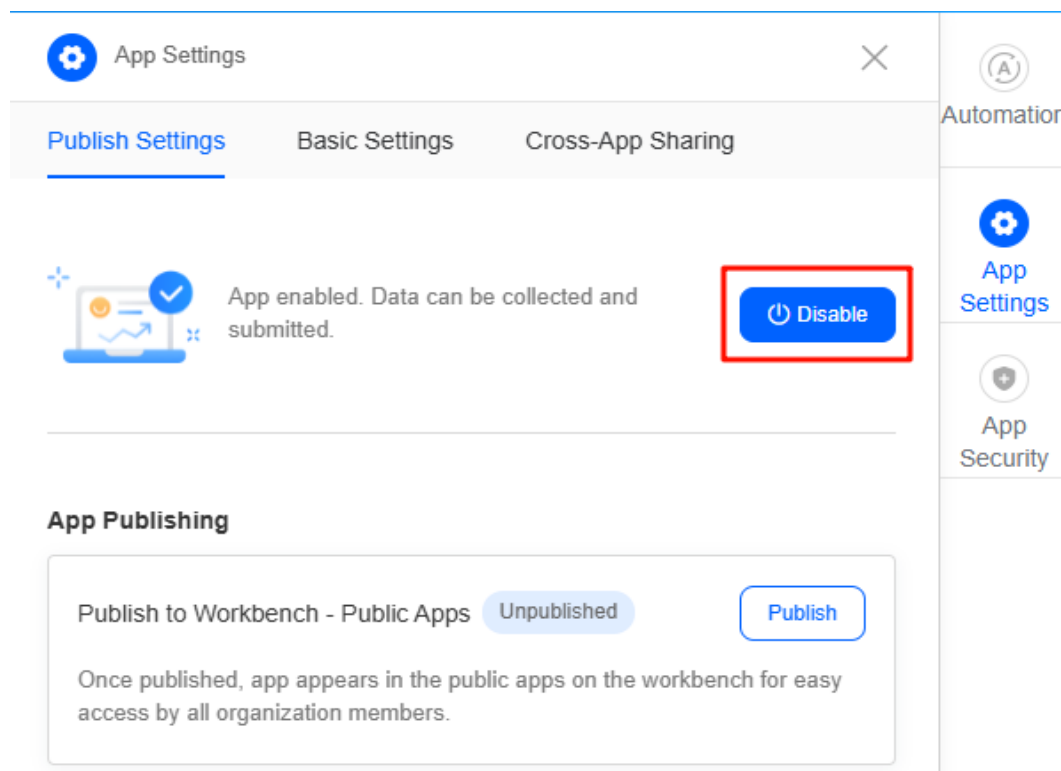 App Settings
Publish Settings
Basic Settings
Cross-App Sharing
App enabled. Data can be collected and
submitted.
Disable
App Publishing
Publish to Workbench - Public Apps
Unpublished
Publish
Once published, app appears in the public apps on the workbench for easy
access by all organization members.
A
Automation
App
Settings
App
Security